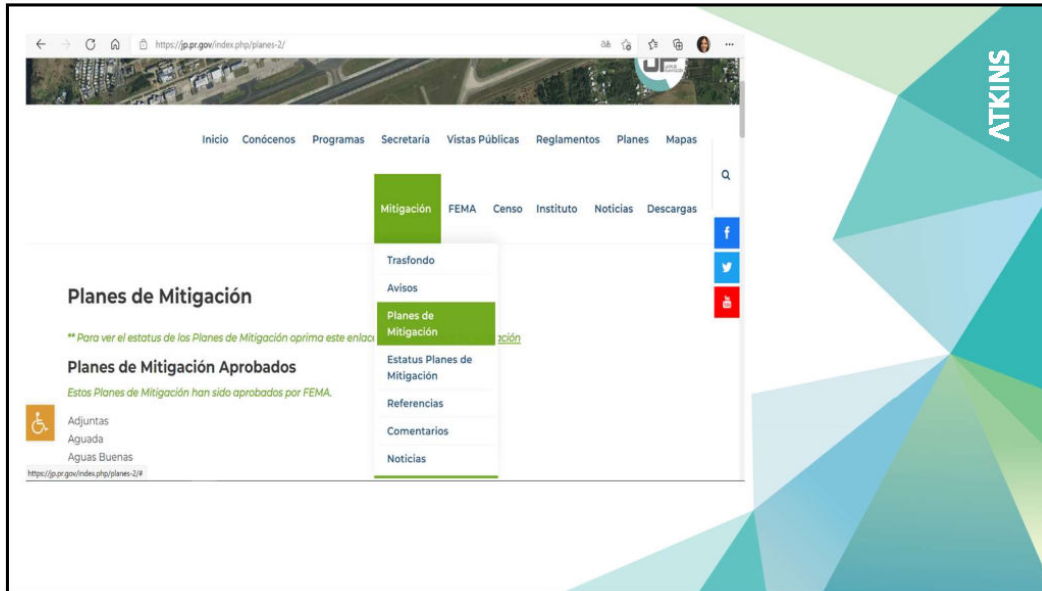 https://jp.pr.gov/index.php/planes-2/
ATKINS
Inicio Conócenos Programas Secretaría Vistas Públicas Reglamentos Planes Mapas
Mitigación FEMA Censo Instituto Noticias Descargas
Trasfondo
Avisos
Planes de
Mitigación
Estatus Planes de
Mitigación
Referencias
Comentarios
Noticias
Planes de Mitigación
** Para ver el estatus de los Planes de Mitigación oprima este
Planes de Mitigación Aprobados
Estos Planes de Mitigación han sido aprobados por FEMA.
Adjuntas
Aguada
Aguas Buenas
https://jp.pr.gov/index.php/planes-2/#